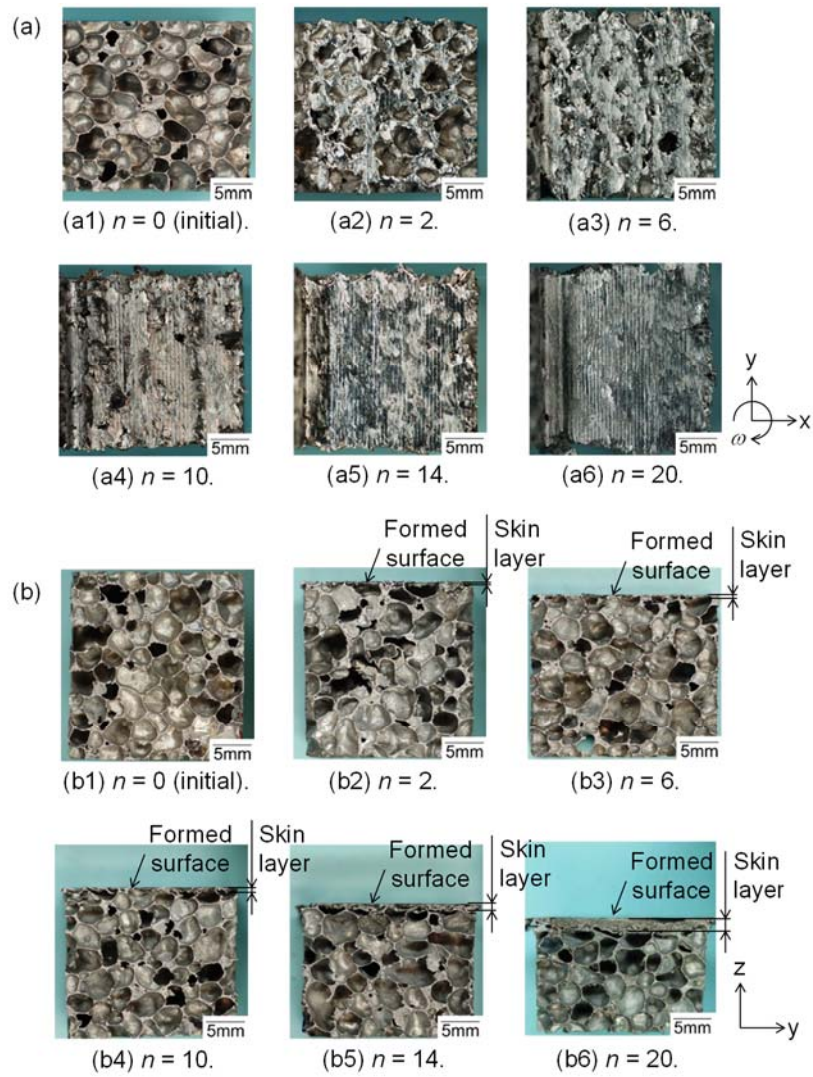 (a)
5mm
5mm
5mm
(a1) n = 0 (initial).
(a2) n = 2.
(a3) n = 6.
5mm
5mm
5mm
y
x
ω
(a4) n = 10.
(a5) n = 14.
(a6) n = 20.
(b)
Formed
surface
Skin
layer
Formed
surface
Skin
layer
5mm
5mm
5mm
(b1) n = 0 (initial).
(b2) n = 2.
(b3) n = 6.
Formed
surface
Skin
layer
Formed
surface
Skin
layer
Formed
surface
Skin
layer
5mm
5mm
5mm
z
y
(b4) n = 10.
(b5) n = 14.
(b6) n = 20.